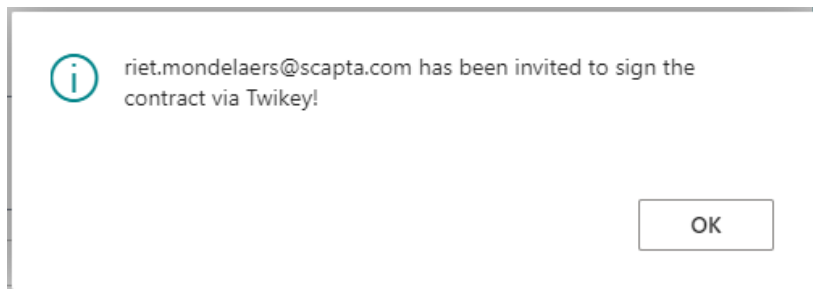 riet.mondelaers@scapta.com has been invited to sign the
contract via Twikey!
OK